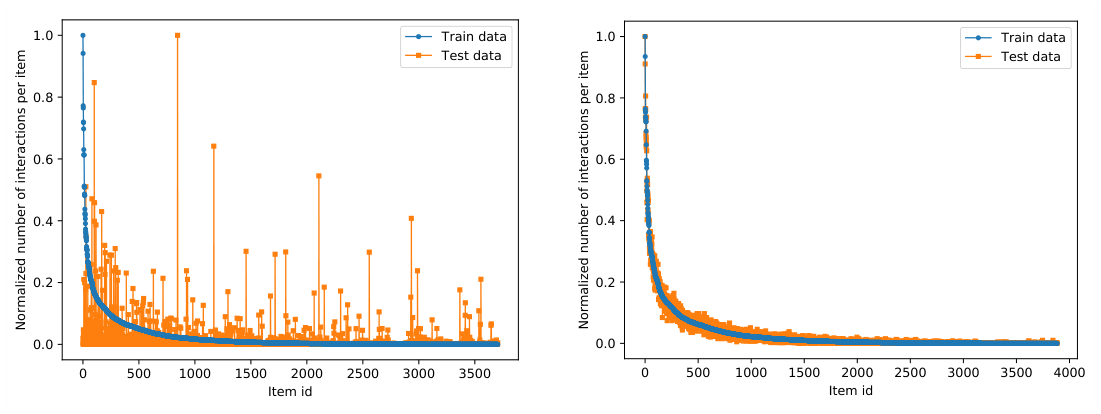 Normalized number of interactions per item
1.0
0.8
0.6
0.4
0.2
0.0
Train data
Test data
0 500 1000 1500 2000 2500 3000 3500
Item id
Normalized number of interactions per item
1.0
0.8
0.6
0.4
0.2
0.0
Train data
Test data
0 500 1000 1500 2000 2500 3000 3500 4000
Item id